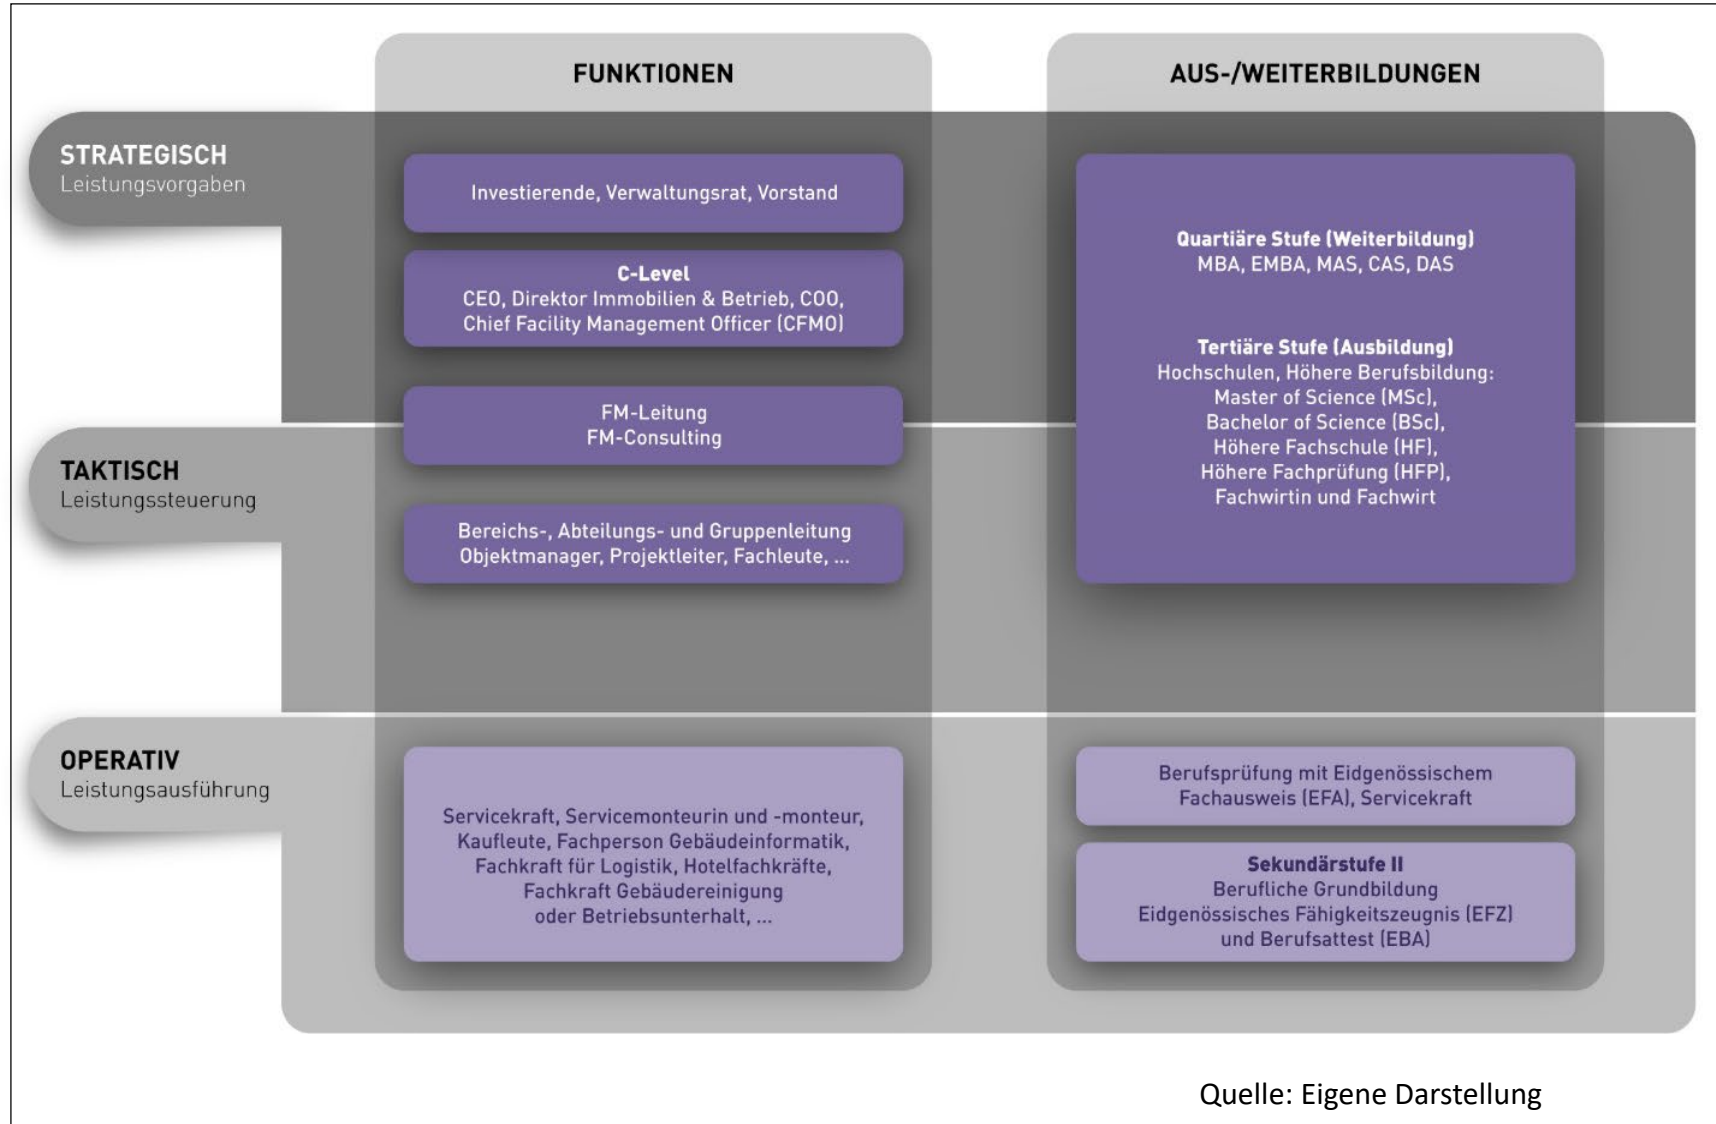 FUNKTIONEN
AUS-/WEITERBILDUNGEN
STRATEGISCH
Leistungsvorgaben
Investierende, Verwaltungsrat, Vorstand
C-Level
CEO, Direktor Immobilien & Betrieb, COO,
Chief Facility Management Officer (CFMO)
FM-Leitung
FM-Consulting
Quartiäre Stufe (Weiterbildung)
MBA, EMBA, MAS, CAS, DAS
Tertiäre Stufe (Ausbildung)
Hochschulen, Höhere Berufsbildung:
Master of Science (MSc),
Bachelor of Science (BSc),
Höhere Fachschule (HF),
Höhere Fachprüfung (HFP),
Fachwirtin und Fachwirt
TAKTISCH
Leistungssteuerung
Bereichs-, Abteilungs- und Gruppenleitung
Objektmanager, Projektleiter, Fachleute, ...
OPERATIV
Leistungsausführung
Servicekraft, Servicemonteurin und -monteur,
Kaufleute, Fachperson Gebäudeinformatik,
Fachkraft für Logistik, Hotelfachkräfte,
Fachkraft Gebäudereinigung
oder Betriebsunterhalt, ...
Berufsprüfung mit Eidgenössischem
Fachausweis (EFA), Servicekraft
Sekundärstufe II
Berufliche Grundbildung
Eidgenössisches Fähigkeitszeugnis (EFZ)
und Berufsattest (EBA)
Quelle: Eigene Darstellung